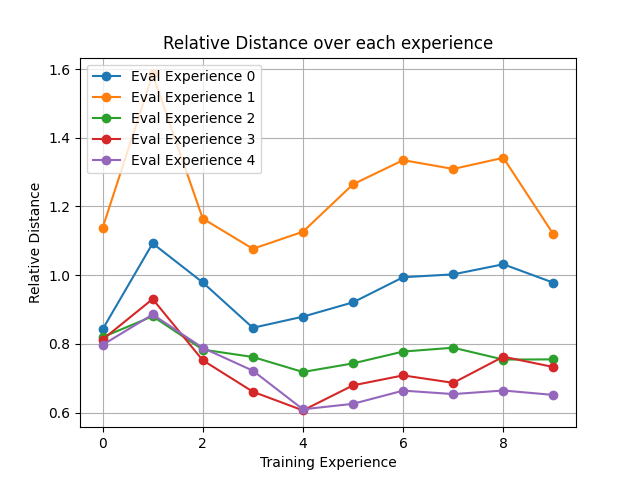 Relative Distance over each experience
1.6
1.4
1.2
1.0
0.8
0.6
Relative Distance
Eval Experience 0
Eval Experience 1
Eval Experience 2
Eval Experience 3
Eval Experience 4
0 2 4 6 8
Training Experience